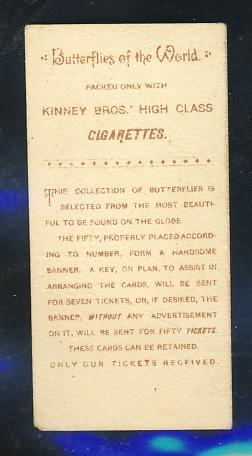 Butterflies of the World.
PACKED ONLY WITH
KINNEY BROS.' HIGH CLASS
CIGARETTES.
THIS COLLECTION OF BUTTERFLIES IS
SELECTED FROM THE MOST BEAUTI-
FUL TO BE FOUND ON THE GLOBE.
THE FIFTY, PROPERLY PLACED ACCORD-
ING TO NUMBER, FORM A HANDSOME
BANNER. A KEY, OR PLAN, TO ASSIST IN
ARRANGING THE CARDS, WILL BE SENT
FOR SEVEN TICKETS, OR, IF DESIRED, THE
BANNER, WITHOUT ANY ADVERTISEMENT
ON IT, WILL BE SENT FOR FIFTY TICKETS.
THESE CARDS CAN BE RETAINED.
ONLY OUR TICKETS RECEIVED.